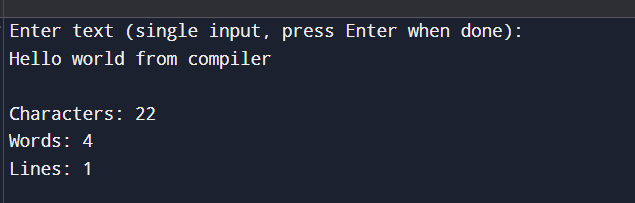 Enter text (single input, press Enter when done):
Hello world from compiler
Characters: 22
Words: 4
Lines: 1